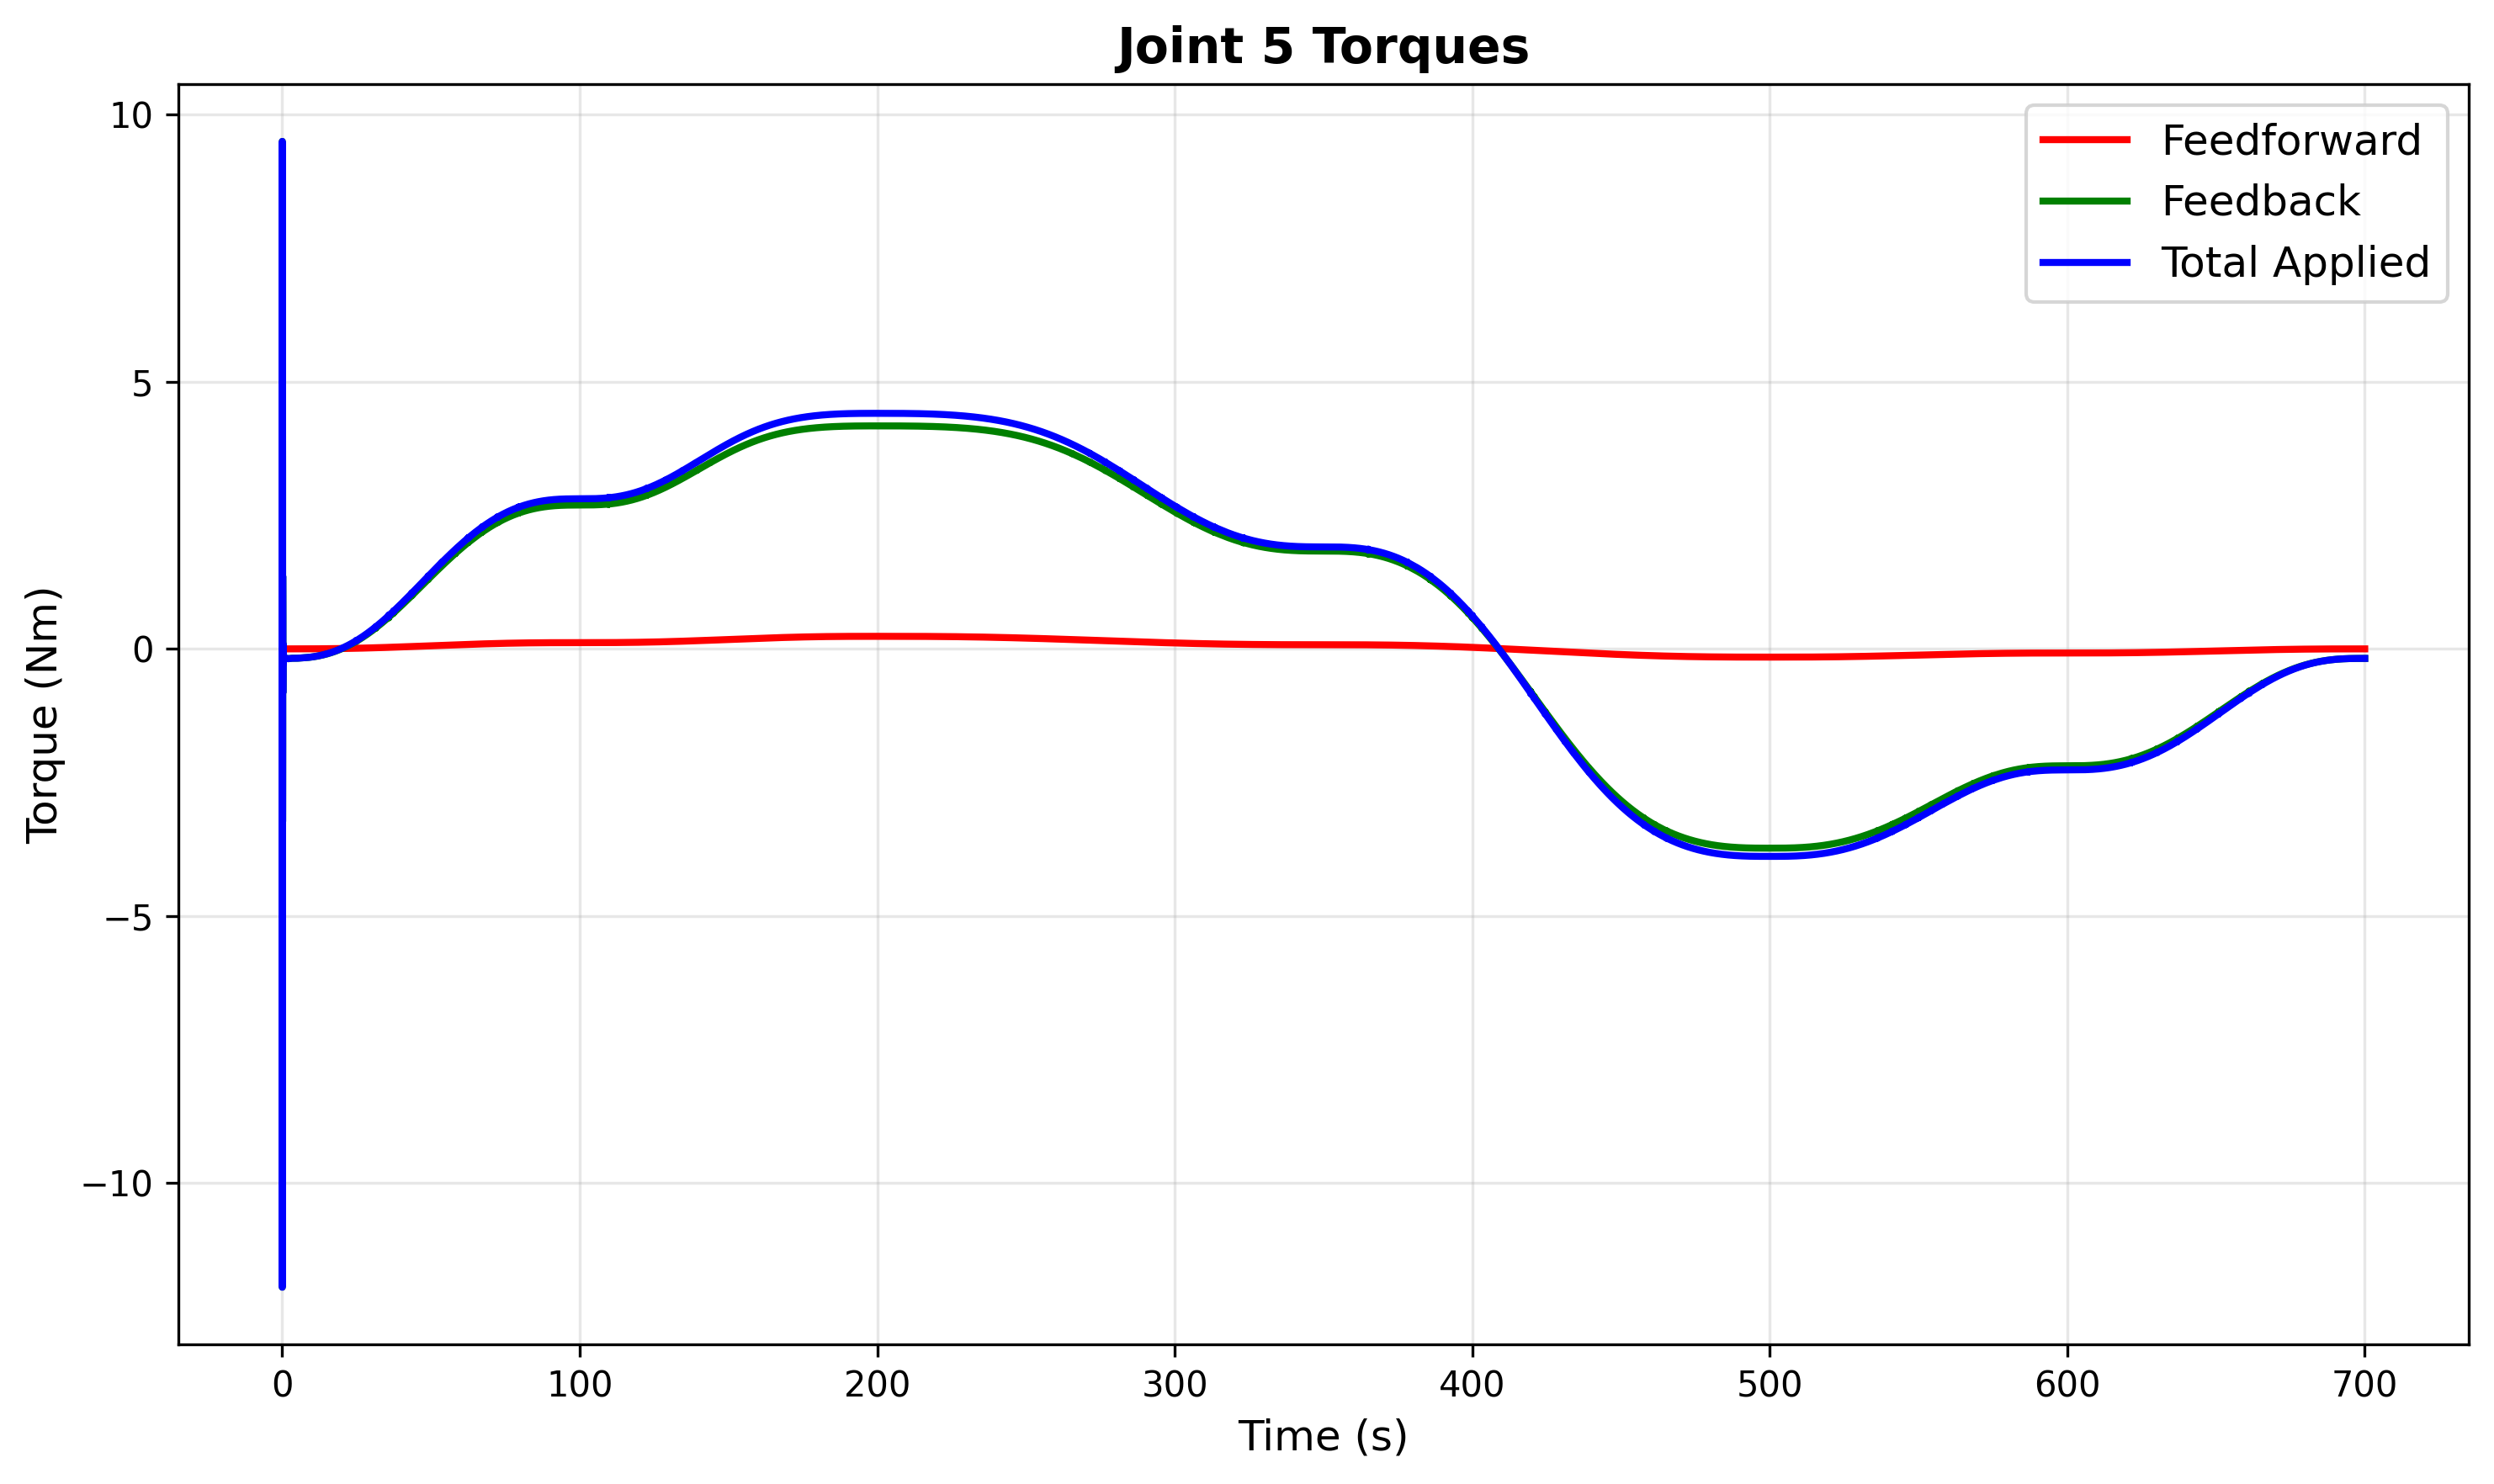 Joint 5 Torques
Torque (Nm)
10
5
0
−5
−10
Feedforward
Feedback
Total Applied
0 100 200 300 400 500 600 700
Time (s)